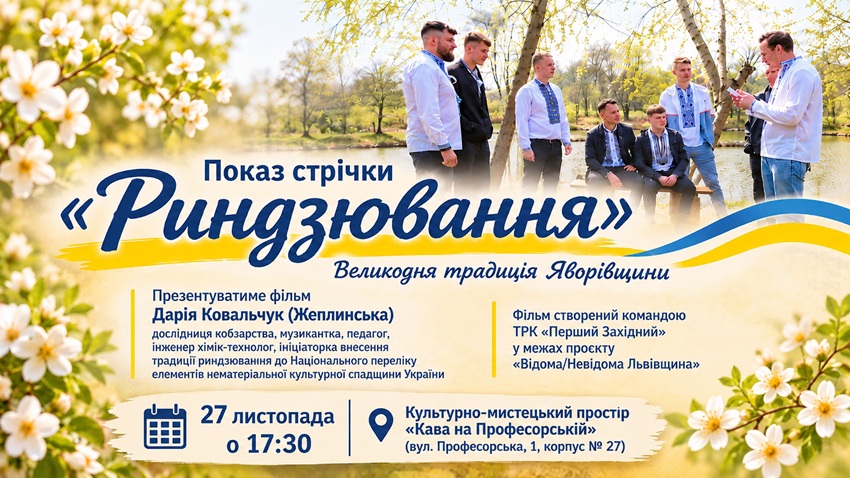 Показ стрічки
«Риндзювання»
Великодня традиція Яворівщини
Презентуватиме фільм
Дарія Ковальчук (Жеплинська)
дослідниця кобзарства, музикантка, педагог,
інженер хімік-технолог, ініціаторка внесення
традиції риндзювання до Національного переліку
елементів нематеріальної культурної спадщини України
Фільм створений командою
ТРК «Перший Західний»
у межах проєкту
«Відома/Невідома Львівщина»
27 листопада
о 17:30
Культурно-мистецький простір
«Кава на Професорській»
(вул. Професорська, 1, корпус № 27)